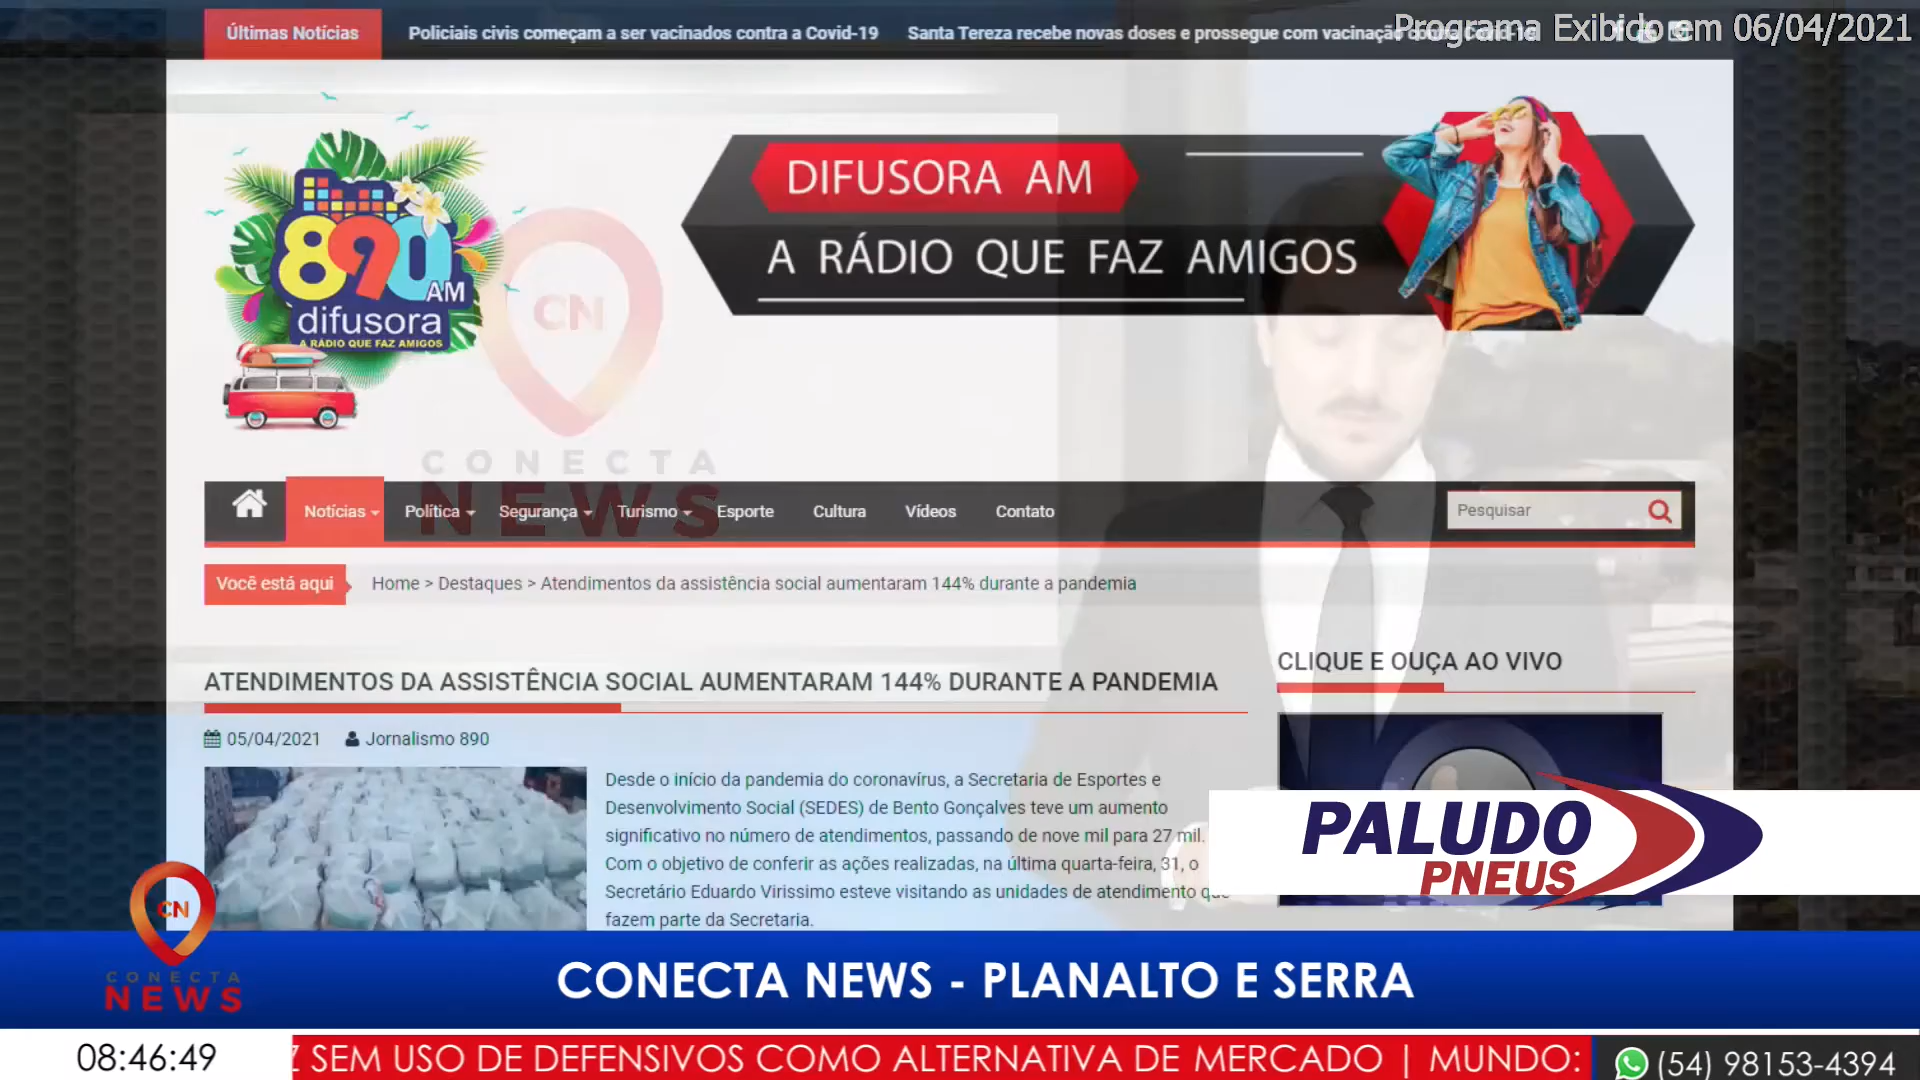 Últimas Notícias
Policiais civis começam a ser vacinados contra a Covid-19
Santa Tereza recebe novas doses e prossegue com vacinação
Programa Exibido em 06/04/2021
DIFUSORA AM
A RÁDIO QUE FAZ AMIGOS
890 AM
difusora
A RÁDIO QUE FAZ AMIGOS
CN
CONECTA
NEWS
Notícias
Política
Segurança
Turismo
Esporte
Cultura
Vídeos
Contato
Pesquisar
Você está aqui
Home > Destaques > Atendimentos da assistência social aumentaram 144% durante a pandemia
ATENDIMENTOS DA ASSISTÊNCIA SOCIAL AUMENTARAM 144% DURANTE A PANDEMIA
05/04/2021 Jornalismo 890
Desde o início da pandemia do coronavírus, a Secretaria de Esportes e
Desenvolvimento Social (SEDES) de Bento Gonçalves teve um aumento
significativo no número de atendimentos, passando de nove mil para 27 mil.
Com o objetivo de conferir as ações realizadas, na última quarta-feira, 31, o
Secretário Eduardo Virissimo esteve visitando as unidades de atendimento que
fazem parte da Secretaria.
CLIQUE E OUÇA AO VIVO
PALUDO
PNEUS
CN
CONECTA
NEWS
CONECTA NEWS - PLANALTO E SERRA
08:46:49
Z SEM USO DE DEFENSIVOS COMO ALTERNATIVA DE MERCADO | MUNDO:
(54) 98153-4394